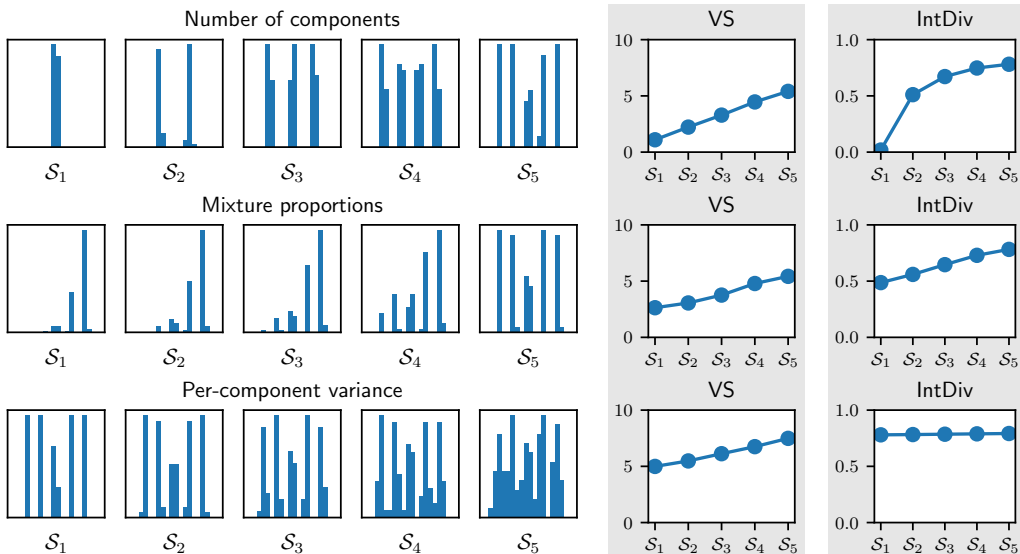 Number of components
VS
IntDiv
10
5
0
1.0
0.5
0.0
S₁ S₂ S₃ S₄ S₅
S₁ S₂ S₃ S₄ S₅
S₁ S₂ S₃ S₄ S₅
Mixture proportions
VS
IntDiv
10
5
0
1.0
0.5
0.0
S₁ S₂ S₃ S₄ S₅
S₁ S₂ S₃ S₄ S₅
S₁ S₂ S₃ S₄ S₅
Per-component variance
VS
IntDiv
10
5
0
1.0
0.5
0.0
S₁ S₂ S₃ S₄ S₅
S₁ S₂ S₃ S₄ S₅
S₁ S₂ S₃ S₄ S₅